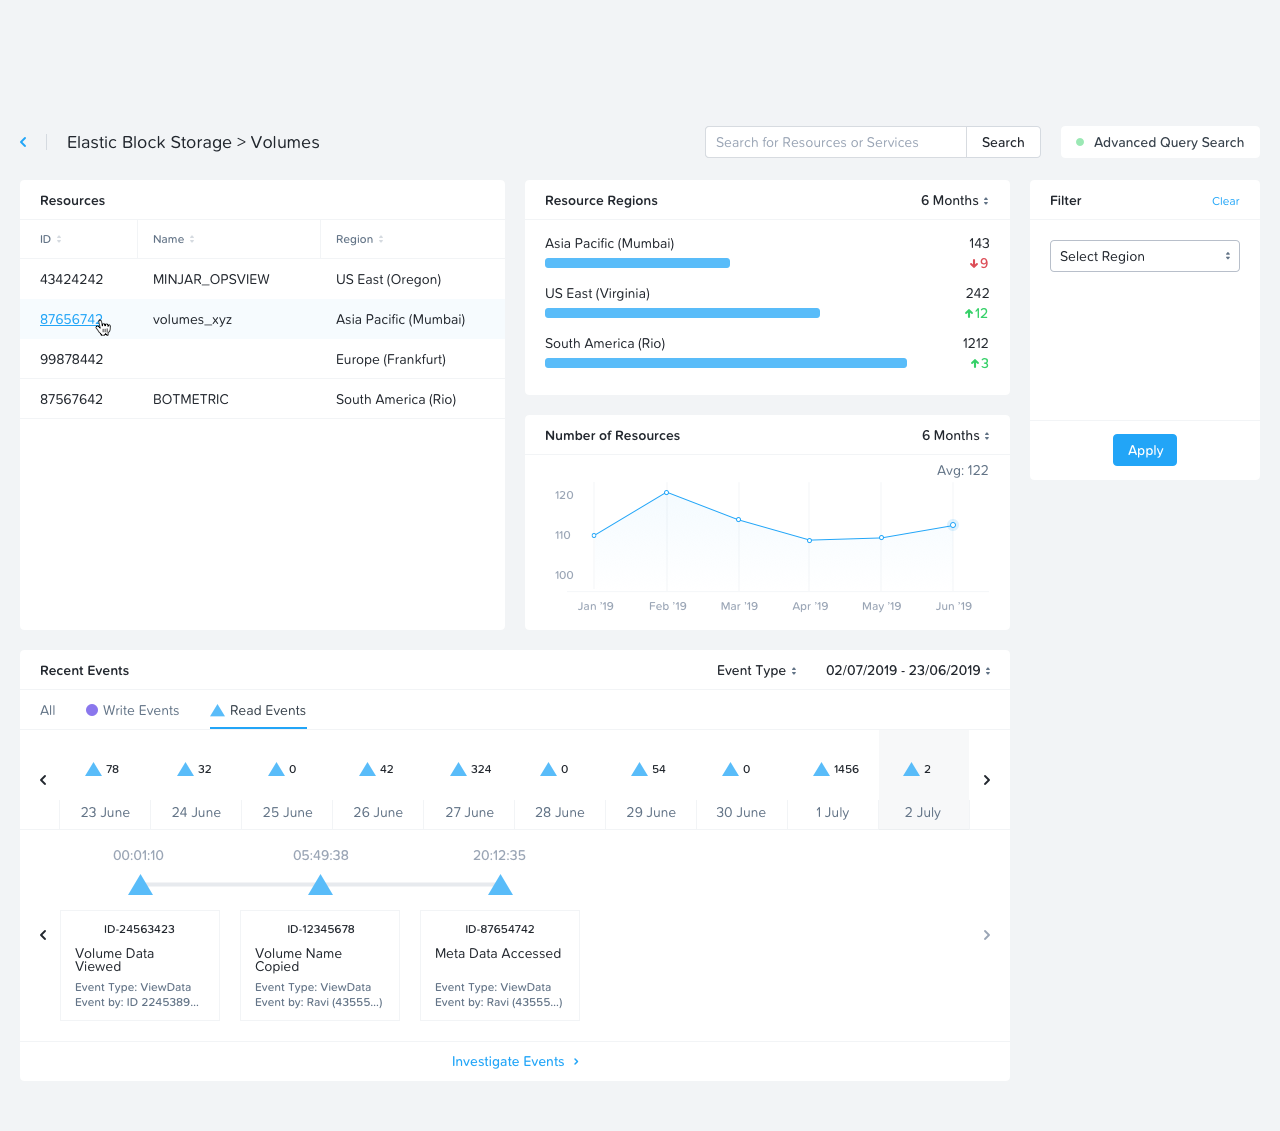 Elastic Block Storage > Volumes
Search for Resources or Services
Search
Advanced Query Search
Resources
ID
Name
Region
43424242
MINJAR_OPSVIEW
US East (Oregon)
87656742
volumes_xyz
Asia Pacific (Mumbai)
99878442
Europe (Frankfurt)
87567642
BOTMETRIC
South America (Rio)
Resource Regions
6 Months
Asia Pacific (Mumbai)
143
9
US East (Virginia)
242
12
South America (Rio)
1212
3
Number of Resources
6 Months
Avg: 122
120
110
100
Jan '19
Feb '19
Mar '19
Apr '19
May '19
Jun '19
Filter
Clear
Select Region
Apply
Recent Events
Event Type
02/07/2019 - 23/06/2019
All
Write Events
Read Events
78
32
0
42
324
0
54
0
1456
2
23 June
24 June
25 June
26 June
27 June
28 June
29 June
30 June
1 July
2 July
00:01:10
05:49:38
20:12:35
ID-24563423
Volume Data
Viewed
Event Type: ViewData
Event by: ID 2245389...
ID-12345678
Volume Name
Copied
Event Type: ViewData
Event by: Ravi (43555...)
ID-87654742
Meta Data Accessed
Event Type: ViewData
Event by: Ravi (43555...)
Investigate Events